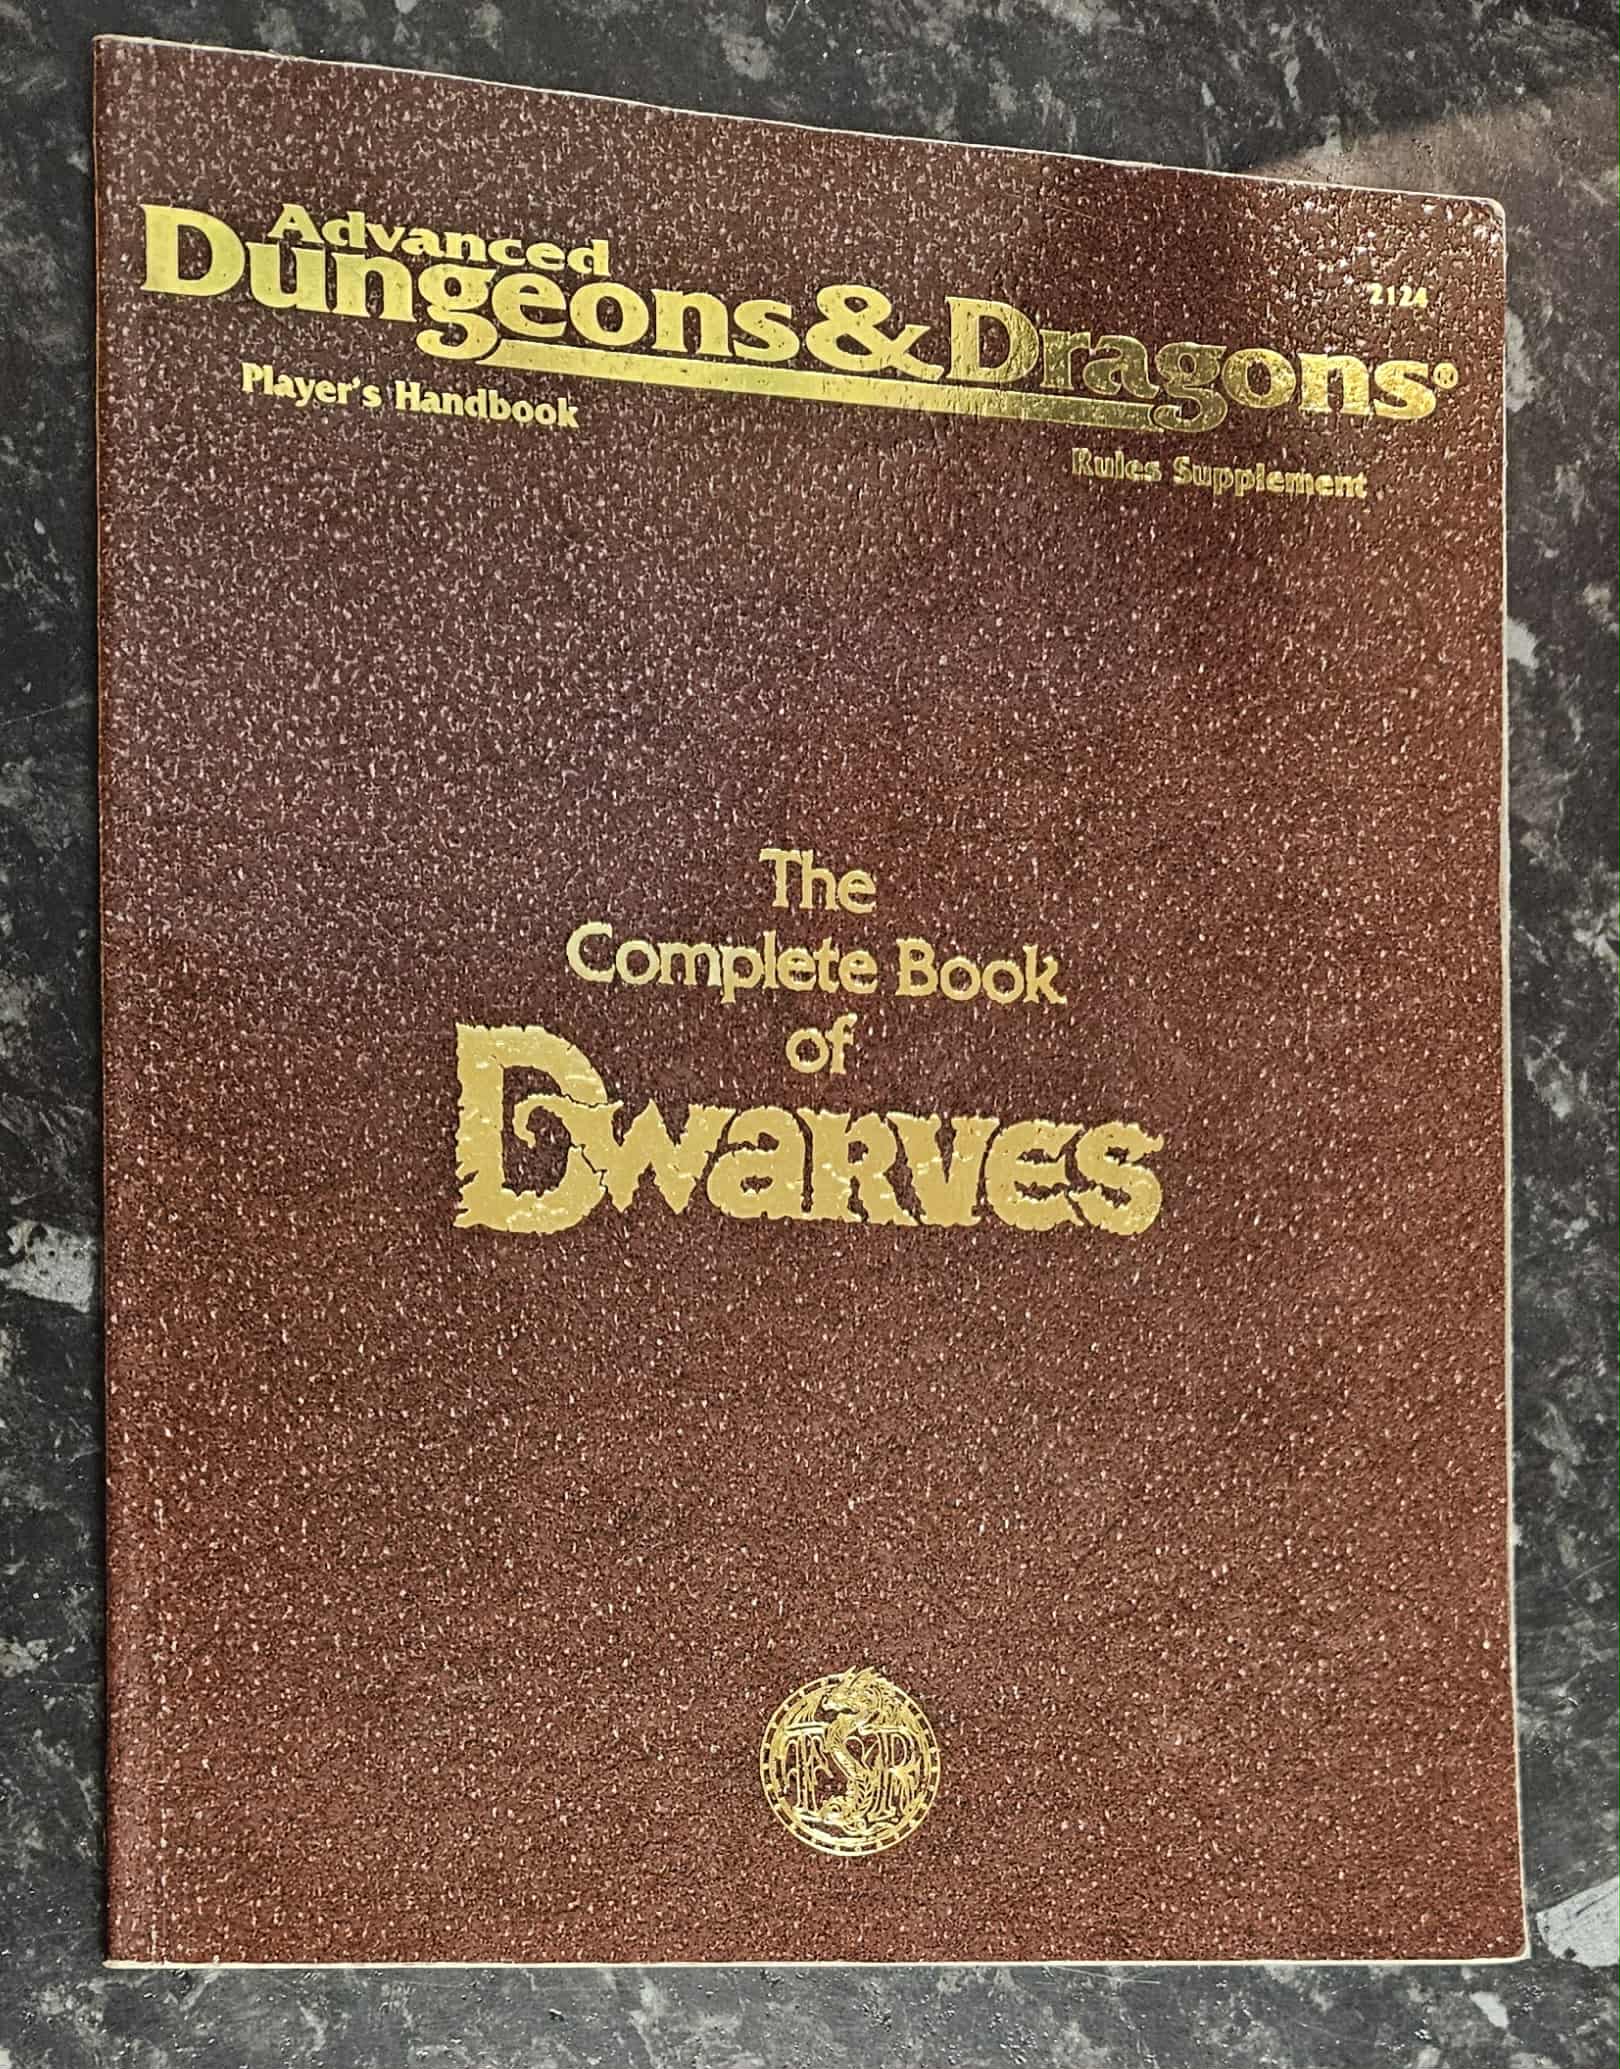 Advanced
Dungeons & Dragons®
2124
Player's Handbook
Rules Supplement
The
Complete Book
of
Dwarves
TSR